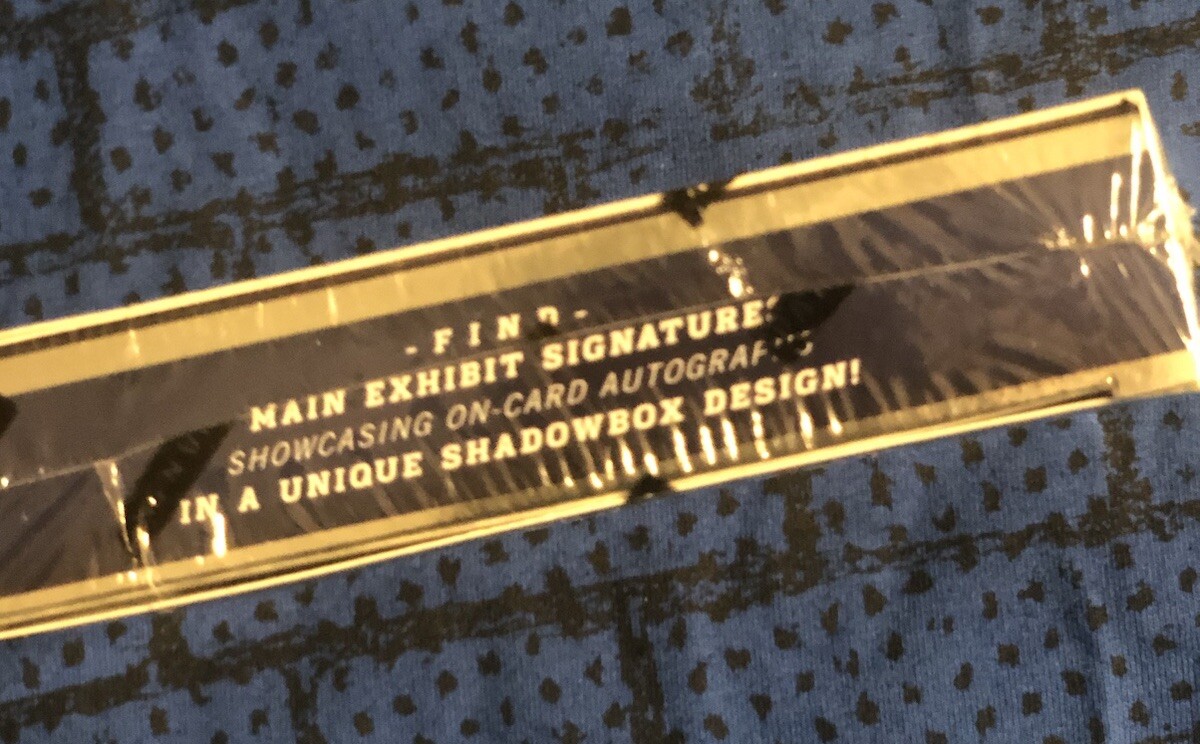 - FIND -
MAIN EXHIBIT SIGNATURES
SHOWCASING ON-CARD AUTOGRAPHS
IN A UNIQUE SHADOWBOX DESIGN!